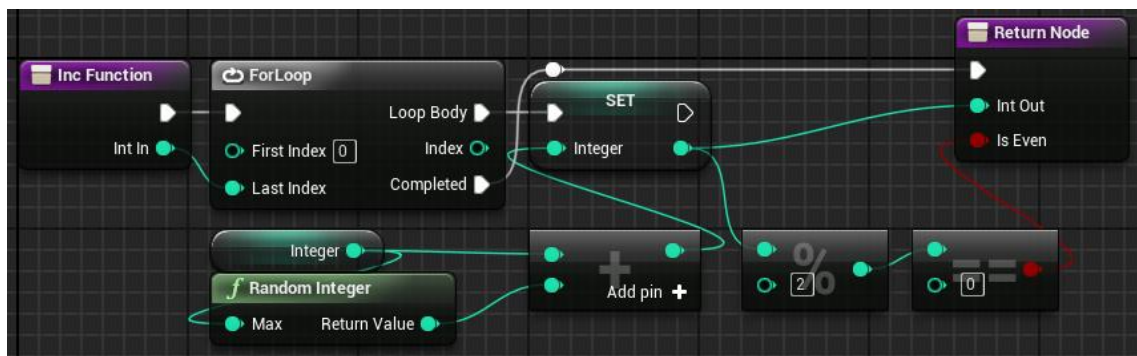 Return Node
Inc Function
ForLoop
SET
Loop Body
Int Out
Int In
First Index 0
Index
Integer
Is Even
Last Index
Completed
Integer
+
%
==
f Random Integer
2
0
Add pin +
Max
Return Value